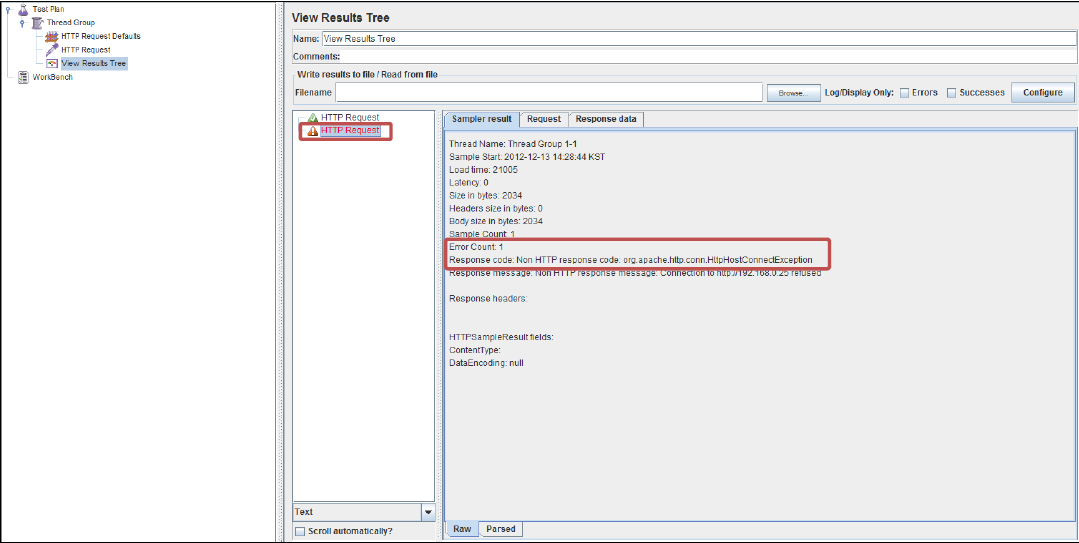 Test Plan
Thread Group
HTTP Request Defaults
HTTP Request
View Results Tree
WorkBench
View Results Tree
Name: View Results Tree
Comments:
Write results to file / Read from file
Filename Browse... Log/Display Only: Errors Successes Configure
HTTP Request
HTTP Request
Text
Scroll automatically?
Sampler result Request Response data
Thread Name: Thread Group 1-1
Sample Start: 2012-12-13 14:28:44 KST
Load time: 21005
Latency: 0
Size in bytes: 2034
Headers size in bytes: 0
Body size in bytes: 2034
Sample Count: 1
Error Count: 1
Response code: Non HTTP response code: org.apache.http.conn.HttpHostConnectException
Response message: Non HTTP response message: Connection to http://192.168.0.25 refused
Response headers:
HTTPSampleResult fields:
ContentType:
DataEncoding: null
Raw Parsed